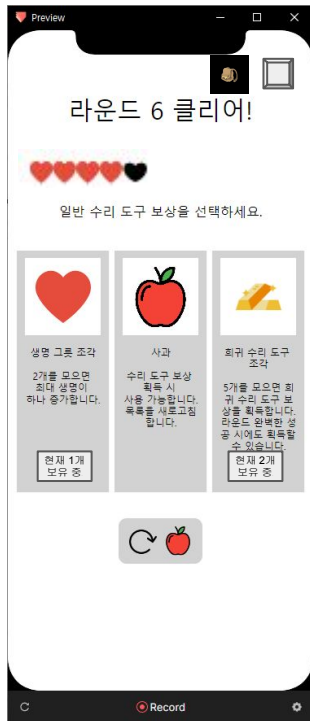 Preview
라운드 6 클리어!
일반 수리 도구 보상을 선택하세요.
생명 그릇 조각
2개를 모으면
최대 생명이
하나 증가합니다.
현재 1개
보유 중
사과
수리 도구 보상
획득 시
사용 가능합니다.
목록을 새로고침
합니다.
희귀 수리 도구
조각
5개를 모으면 희
귀 수리 도구 보
상을 획득합니다.
라운드 완벽한 성
공 시에도 획득할
수 있습니다.
현재 2개
보유 중
Record